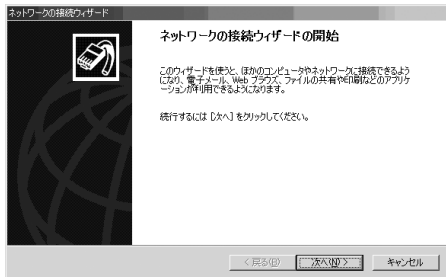 ネットワークの接続ウィザード
ネットワークの接続ウィザードの開始
このウィザードを使うと、ほかのコンピュータやネットワークに接続できるよう
になり、電子メール、Web ブラウズ、ファイルの共有や印刷などのアプリケ
ーションが利用できるようになります。
続行するには [次へ] をクリックしてください。
< 戻る(B) 次へ(N) > キャンセル